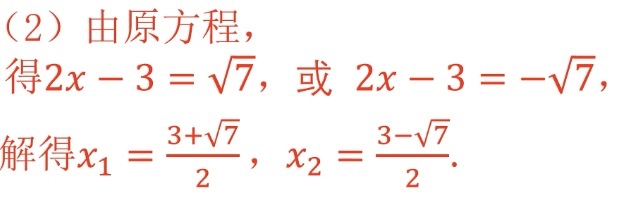 （2）由原方程，
得2x − 3 = √7，或 2x − 3 = −√7，
解得x₁ = (3+√7)/2，x₂ = (3−√7)/2.